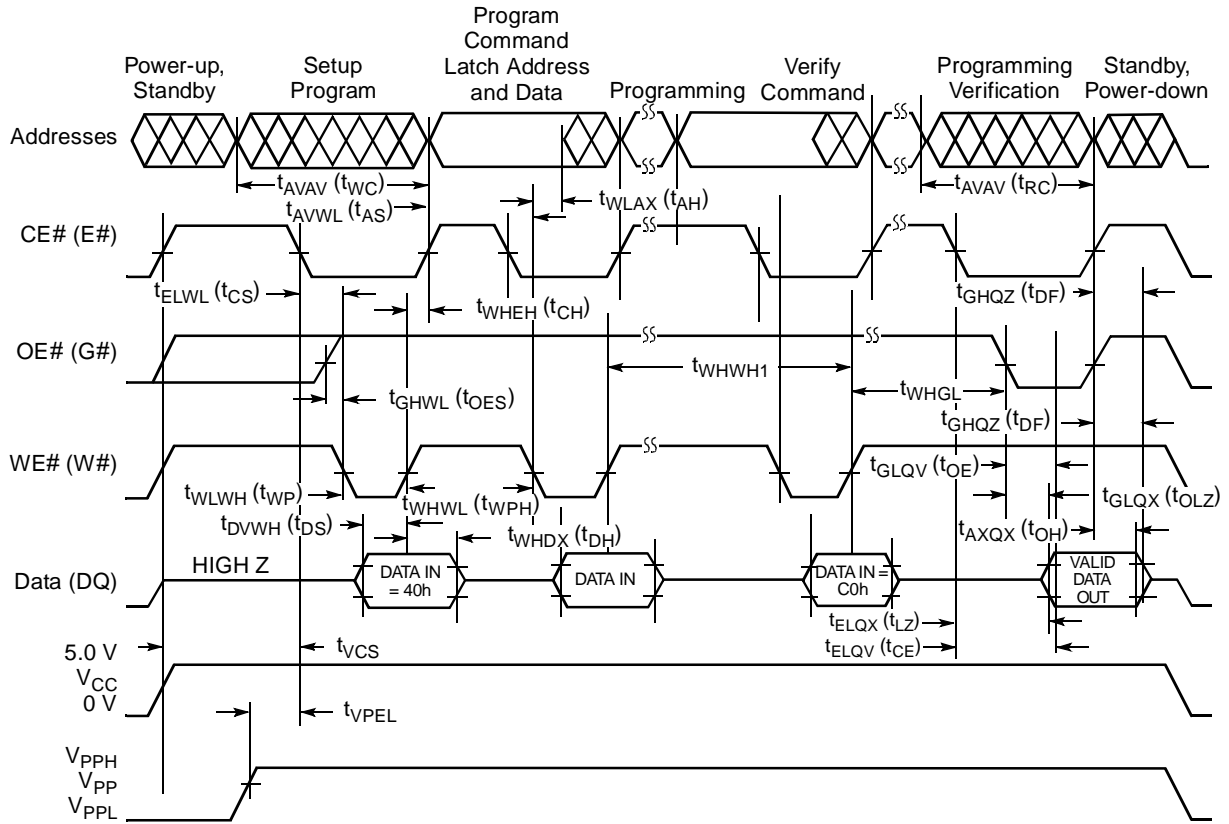 Power-up,
Standby
Setup
Program
Program
Command
Latch Address
and Data
Programming
Verify
Command
Programming
Verification
Standby,
Power-down
Addresses
tAVAV (tWC)
tAVWL (tAS)
tWLAX (tAH)
tAVAV (tRC)
CE# (E#)
tELWL (tCS)
tWHEH (tCH)
tGHQZ (tDF)
OE# (G#)
tWHWH1
tWHGL
tGHWL (tOES)
tGHQZ (tDF)
WE# (W#)
tGLQV (tOE)
tWLWH (tWP)
tWHWL (tWPH)
tGLQX (tOLZ)
tDVWH (tDS)
tWHDX (tDH)
tAXQX (tOH)
Data (DQ)
HIGH Z
DATA IN
= 40h
DATA IN
DATA IN =
C0h
VALID
DATA
OUT
tELQX (tLZ)
tELQV (tCE)
5.0 V
VCC
0 V
tVCS
tVPEL
VPPH
VPP
VPPL